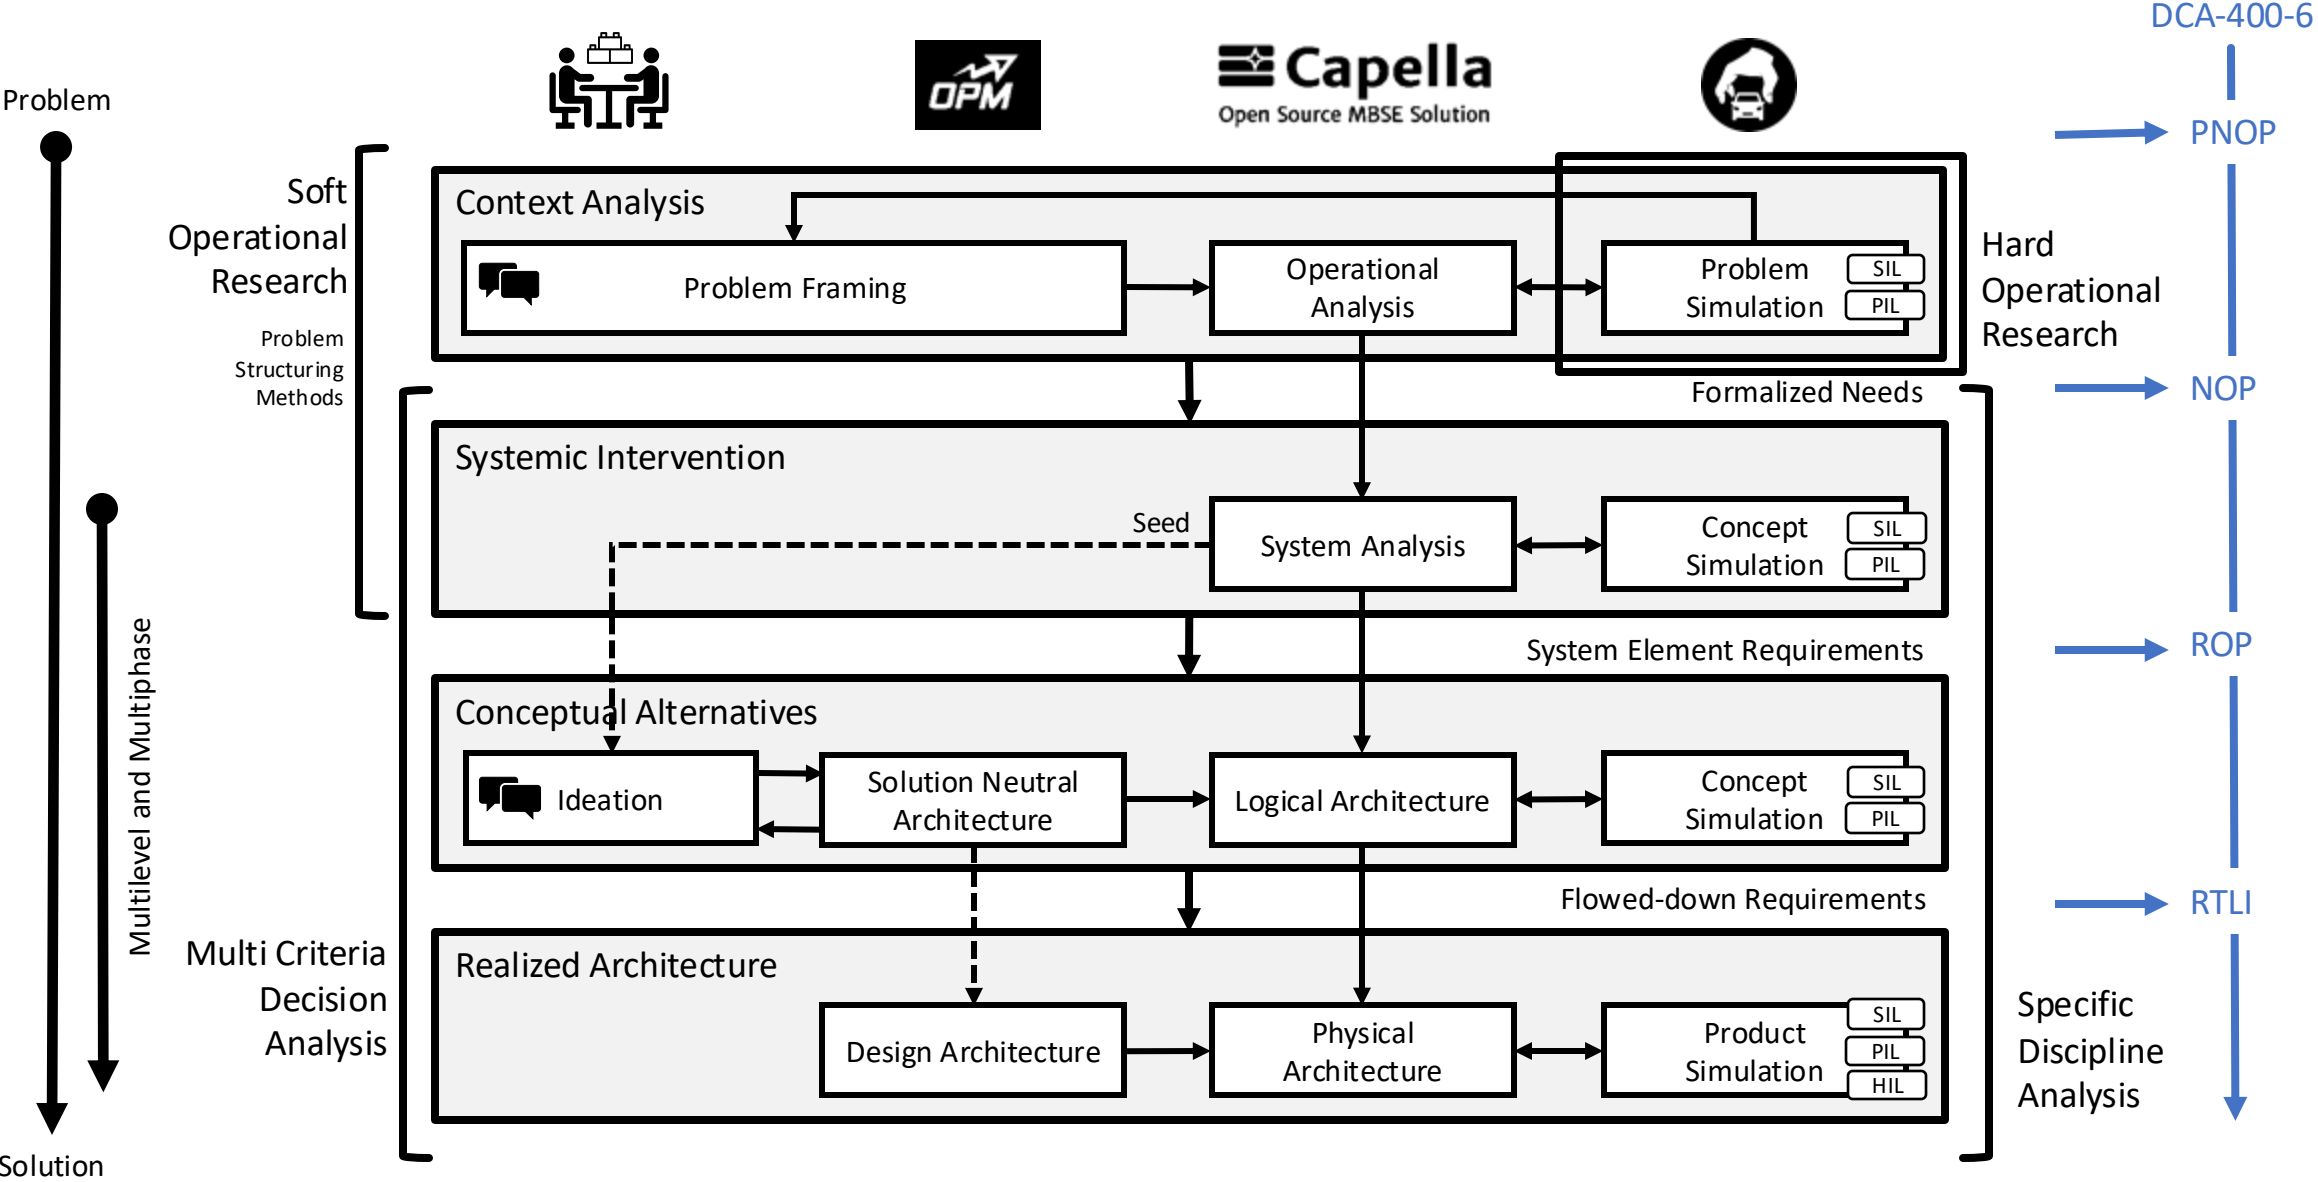 DCA-400-6
OPM
Capella
Open Source MBSE Solution
Problem
PNOP
Soft
Operational
Research
Problem
Structuring
Methods
Context Analysis
Problem Framing
Operational
Analysis
Problem
Simulation
SIL
PIL
Hard
Operational
Research
Formalized Needs
NOP
Systemic Intervention
Seed
System Analysis
Concept
Simulation
SIL
PIL
System Element Requirements
ROP
Multilevel and Multiphase
Conceptual Alternatives
Ideation
Solution Neutral
Architecture
Logical Architecture
Concept
Simulation
SIL
PIL
Flowed-down Requirements
RTLI
Multi Criteria
Decision
Analysis
Realized Architecture
Design Architecture
Physical
Architecture
Product
Simulation
SIL
PIL
HIL
Specific
Discipline
Analysis
Solution